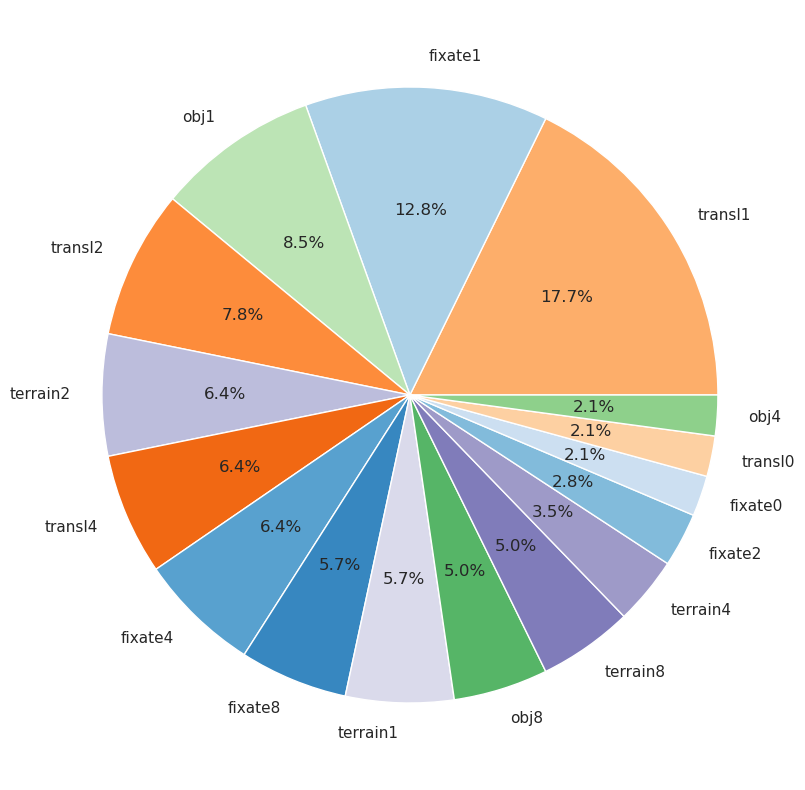 fixate1
obj1
transl1
12.8%
8.5%
transl2
17.7%
7.8%
terrain2
6.4%
2.1%
obj4
2.1%
transl0
2.1%
6.4%
2.8%
fixate0
3.5%
transl4
6.4%
5.0%
fixate2
5.7%
5.0%
5.7%
terrain4
fixate4
terrain8
fixate8
obj8
terrain1